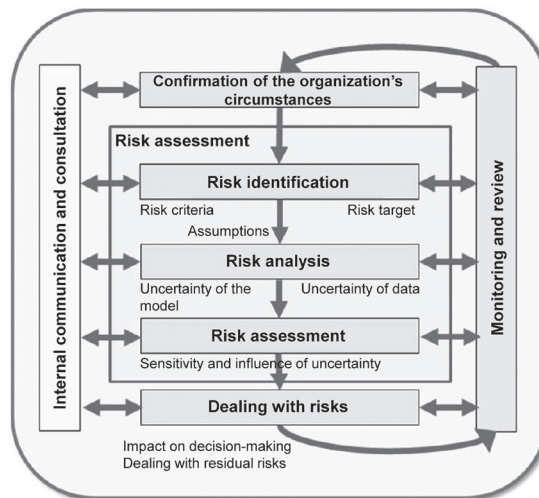 Internal communication and consultation
Confirmation of the organization's
circumstances
Risk assessment
Risk identification
Risk criteria
Risk target
Assumptions
Risk analysis
Uncertainty of the
model
Uncertainty of data
Risk assessment
Sensitivity and influence of uncertainty
Dealing with risks
Impact on decision-making
Dealing with residual risks
Monitoring and review